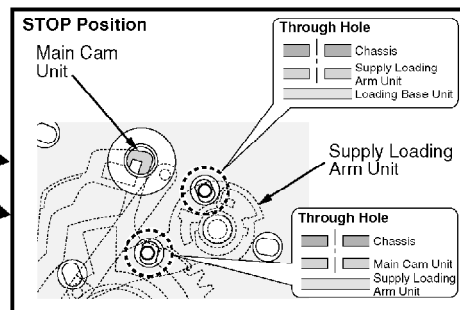 STOP Position
Main Cam
Unit
Through Hole
Chassis
Supply Loading
Arm Unit
Loading Base Unit
Supply Loading
Arm Unit
Through Hole
Chassis
Main Cam Unit
Supply Loading
Arm Unit